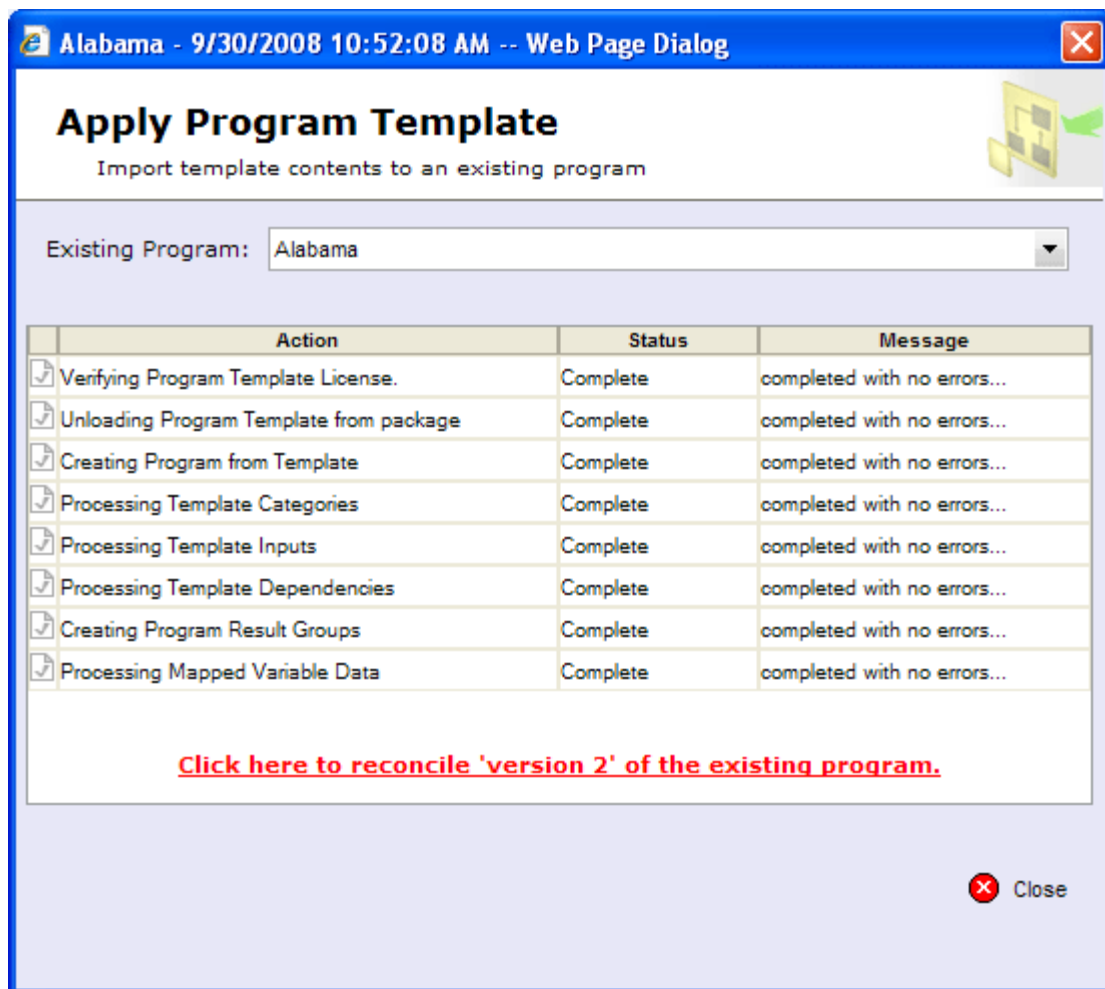 Alabama - 9/30/2008 10:52:08 AM -- Web Page Dialog
Apply Program Template
Import template contents to an existing program
Existing Program: Alabama
Action Status Message
Verifying Program Template License. Complete completed with no errors...
Unloading Program Template from package Complete completed with no errors...
Creating Program from Template Complete completed with no errors...
Processing Template Categories Complete completed with no errors...
Processing Template Inputs Complete completed with no errors...
Processing Template Dependencies Complete completed with no errors...
Creating Program Result Groups Complete completed with no errors...
Processing Mapped Variable Data Complete completed with no errors...
Click here to reconcile 'version 2' of the existing program.
Close